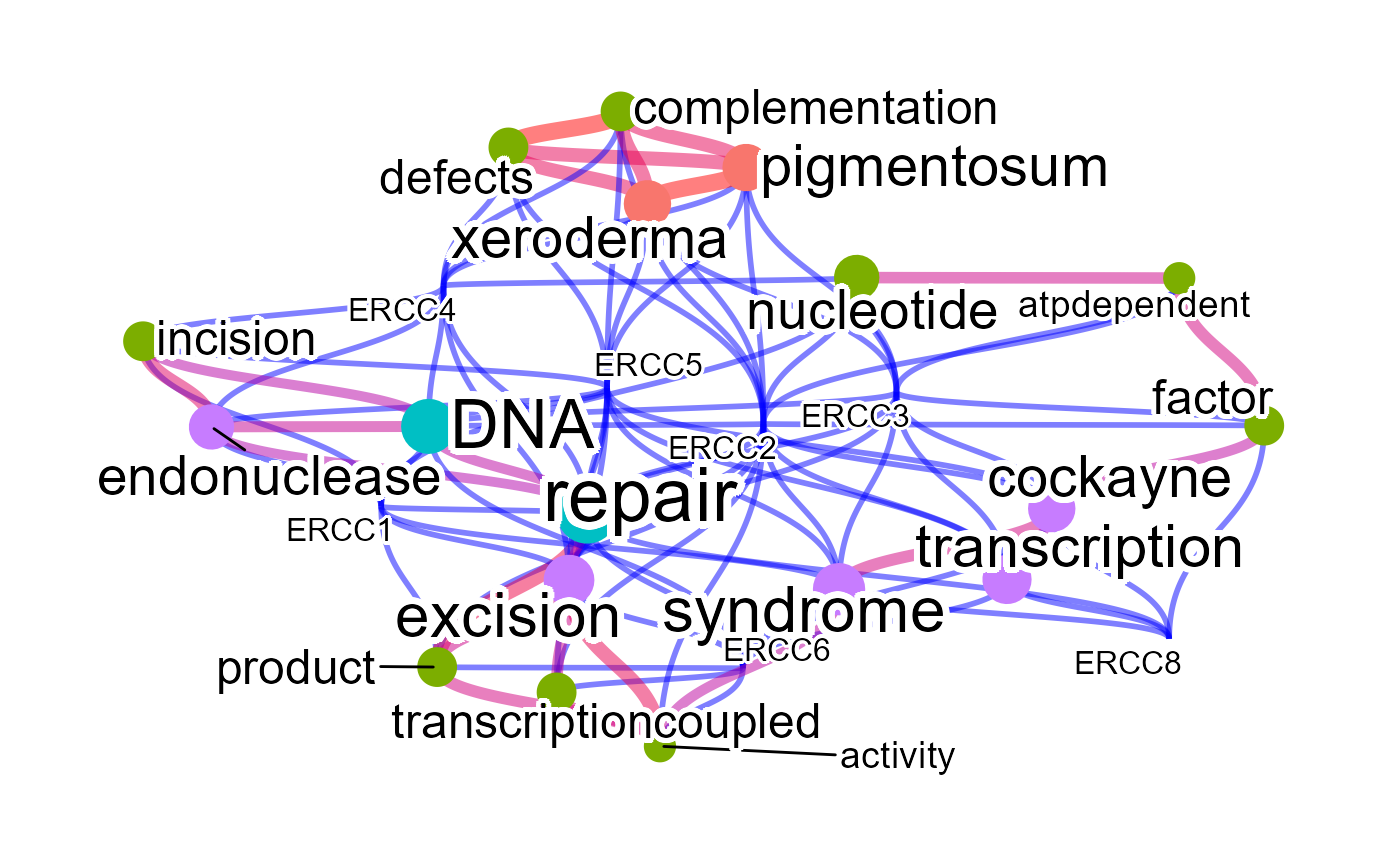 complementation
pigmentosum
defects
xeroderma
nucleotide
atpdependent
ERCC4
incision
ERCC5
factor
ERCC3
DNA
ERCC2
endonuclease
cockayne
repair
ERCC1
transcription
excision
syndrome
ERCC6
ERCC8
product
transcriptioncoupled
activity